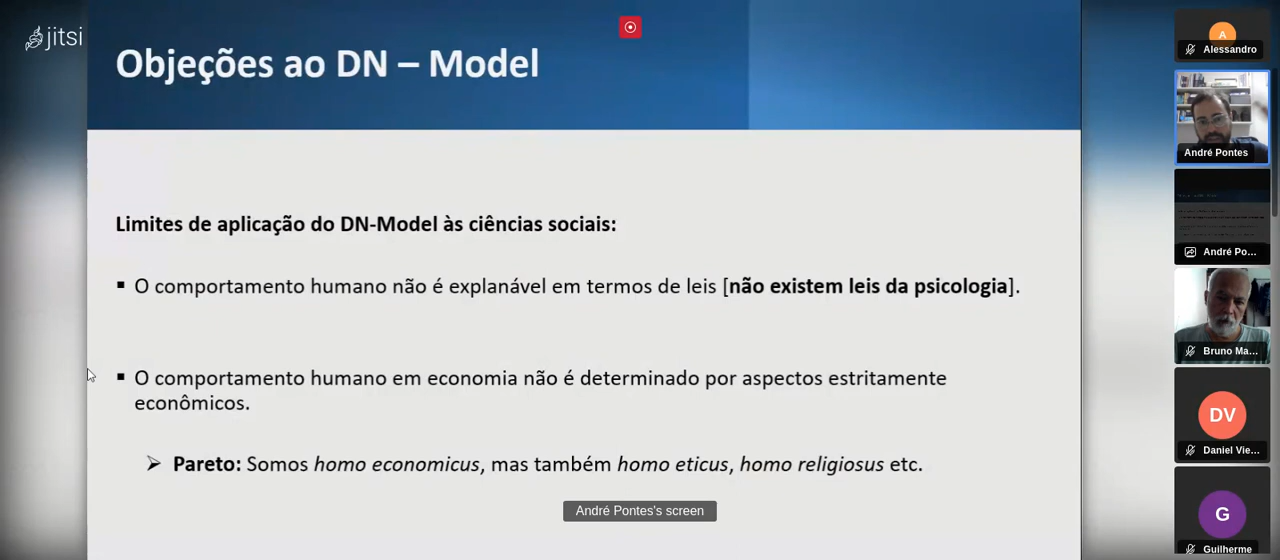 jitsi
Objeções ao DN – Model
Limites de aplicação do DN-Model às ciências sociais:
▪ O comportamento humano não é explanável em termos de leis [não existem leis da psicologia].
▪ O comportamento humano em economia não é determinado por aspectos estritamente
econômicos.
➢ Pareto: Somos homo economicus, mas também homo eticus, homo religiosus etc.
André Pontes's screen
A
Alessandro
André Pontes
André Po...
Bruno Ma...
DV
Daniel Vie...
G
Guilherme